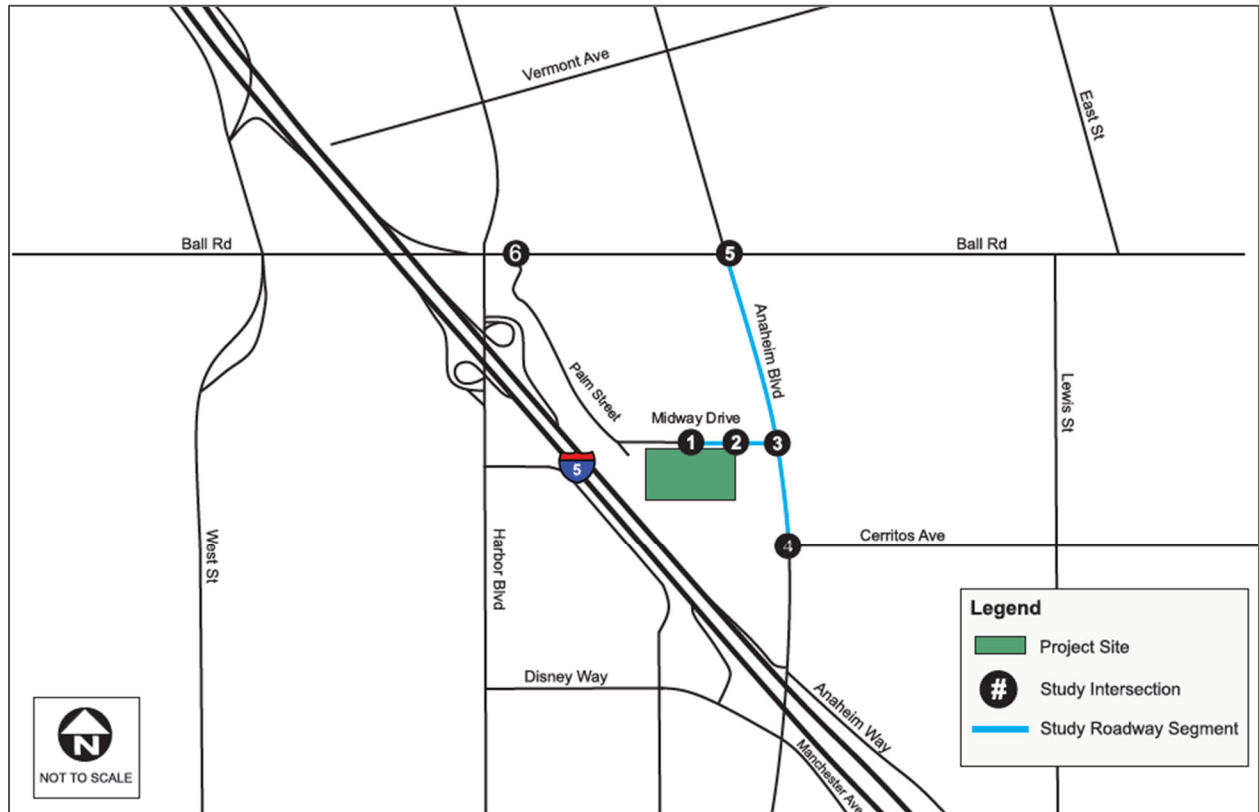 Vermont Ave
East St
Ball Rd
6
5
Ball Rd
Anaheim Blvd
Palm Street
Midway Drive
1
2
3
Lewis St
5
West St
Harbor Blvd
4
Cerritos Ave
Disney Way
Anaheim Way
Manchester Ave
Legend
Project Site
# Study Intersection
Study Roadway Segment
N
NOT TO SCALE